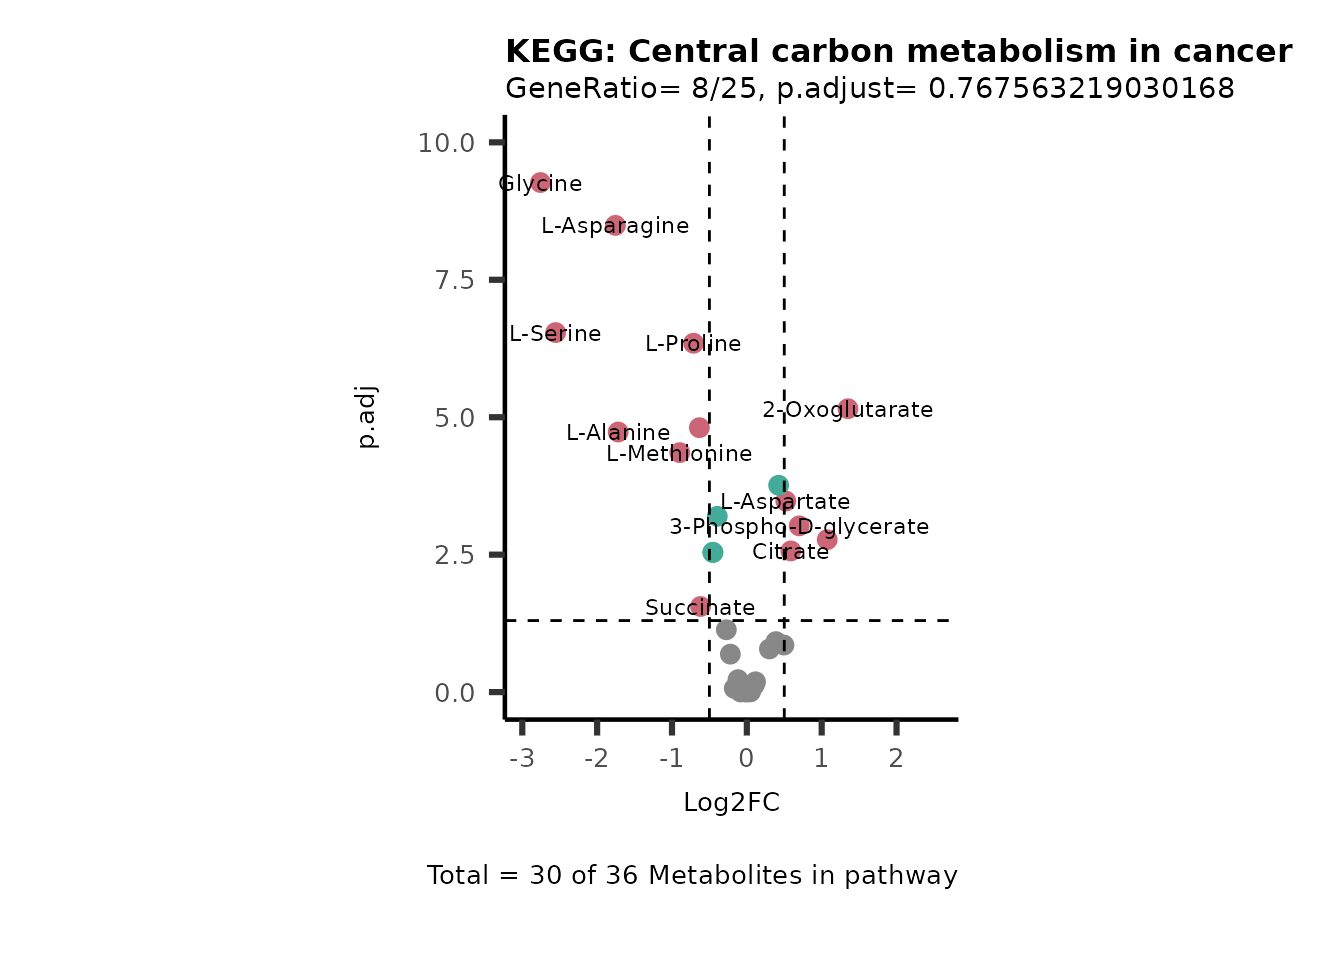 KEGG: Central carbon metabolism in cancer
GeneRatio= 8/25, p.adjust= 0.767563219030168
10.0
Glycine
L-Asparagine
7.5
L-Serine
L-Proline
p.adj
5.0
2-Oxoglutarate
L-Alanine
L-Methionine
L-Aspartate
3-Phospho-D-glycerate
2.5
Citrate
Succinate
0.0
-3 -2 -1 0 1 2
Log2FC
Total = 30 of 36 Metabolites in pathway